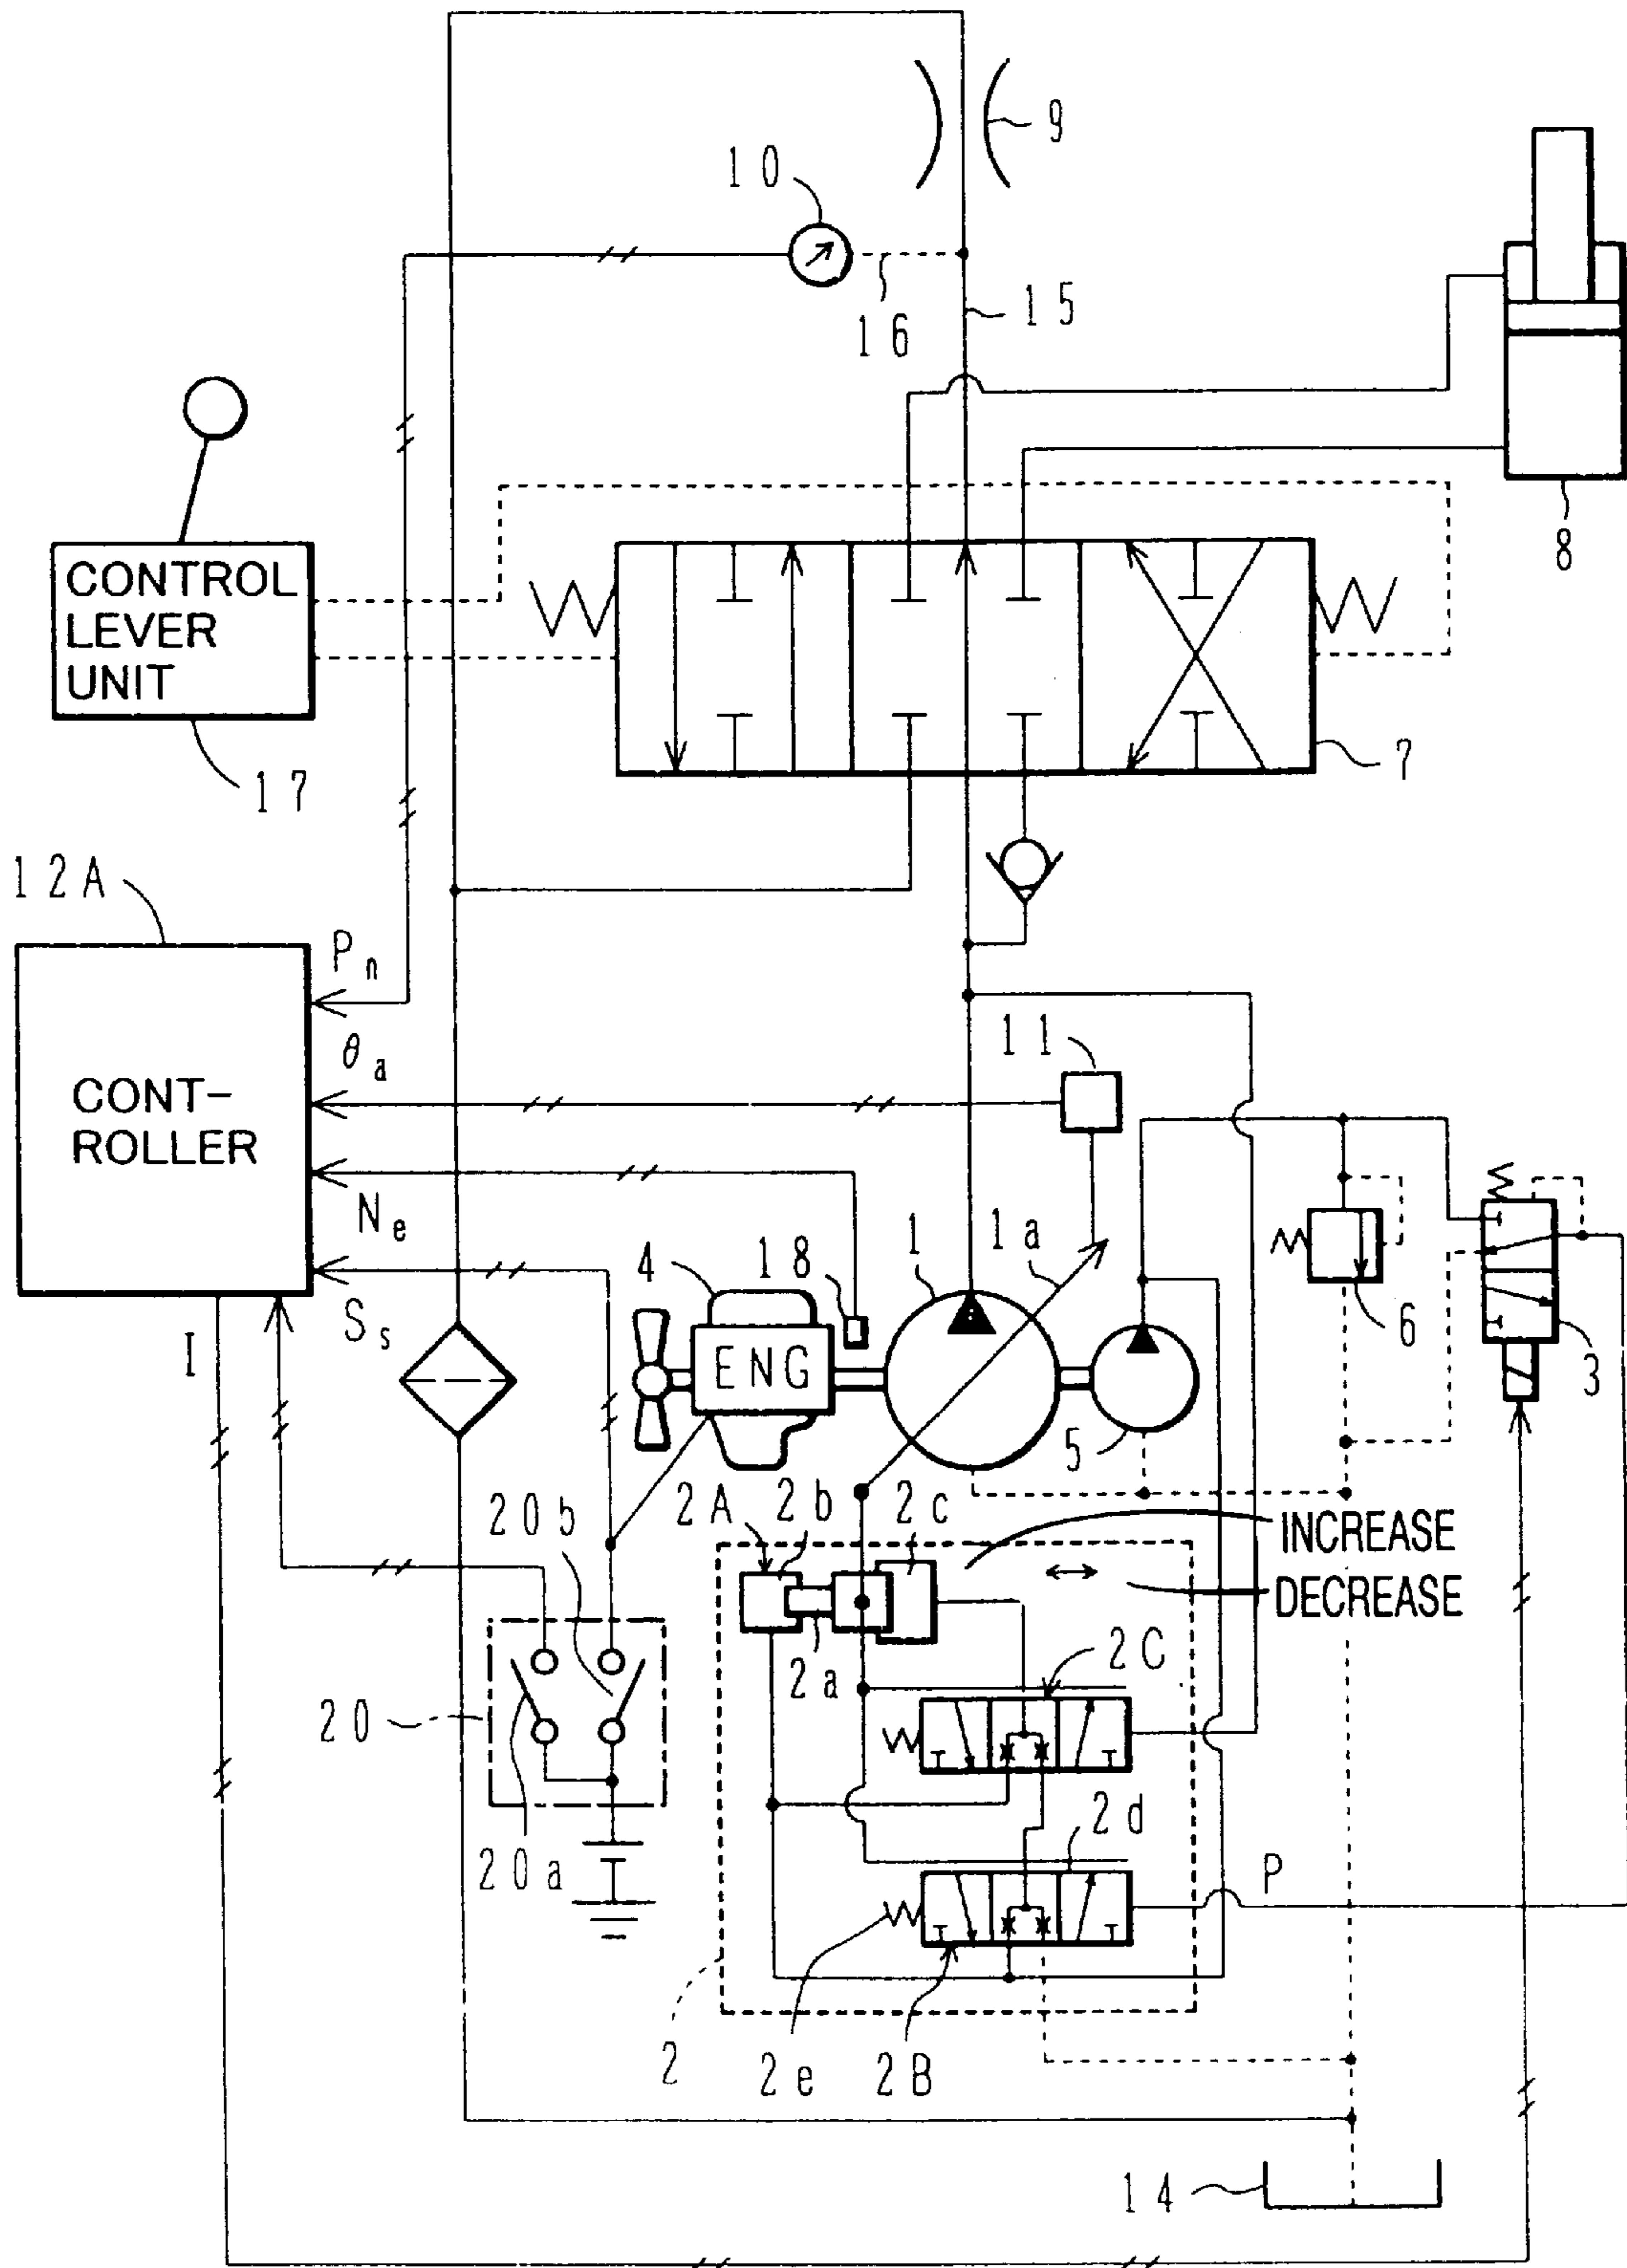 9
10
16
15
8
CONTROL
LEVER
UNIT
17
7
12A
Pn
θa
11
CONT-
ROLLER
Ne
Ss
I
4
18
1
1a
ENG
5
6
3
2A
2b
2c
INCREASE
DECREASE
20b
20
20a
2a
2C
2d
P
2
2e
2B
14